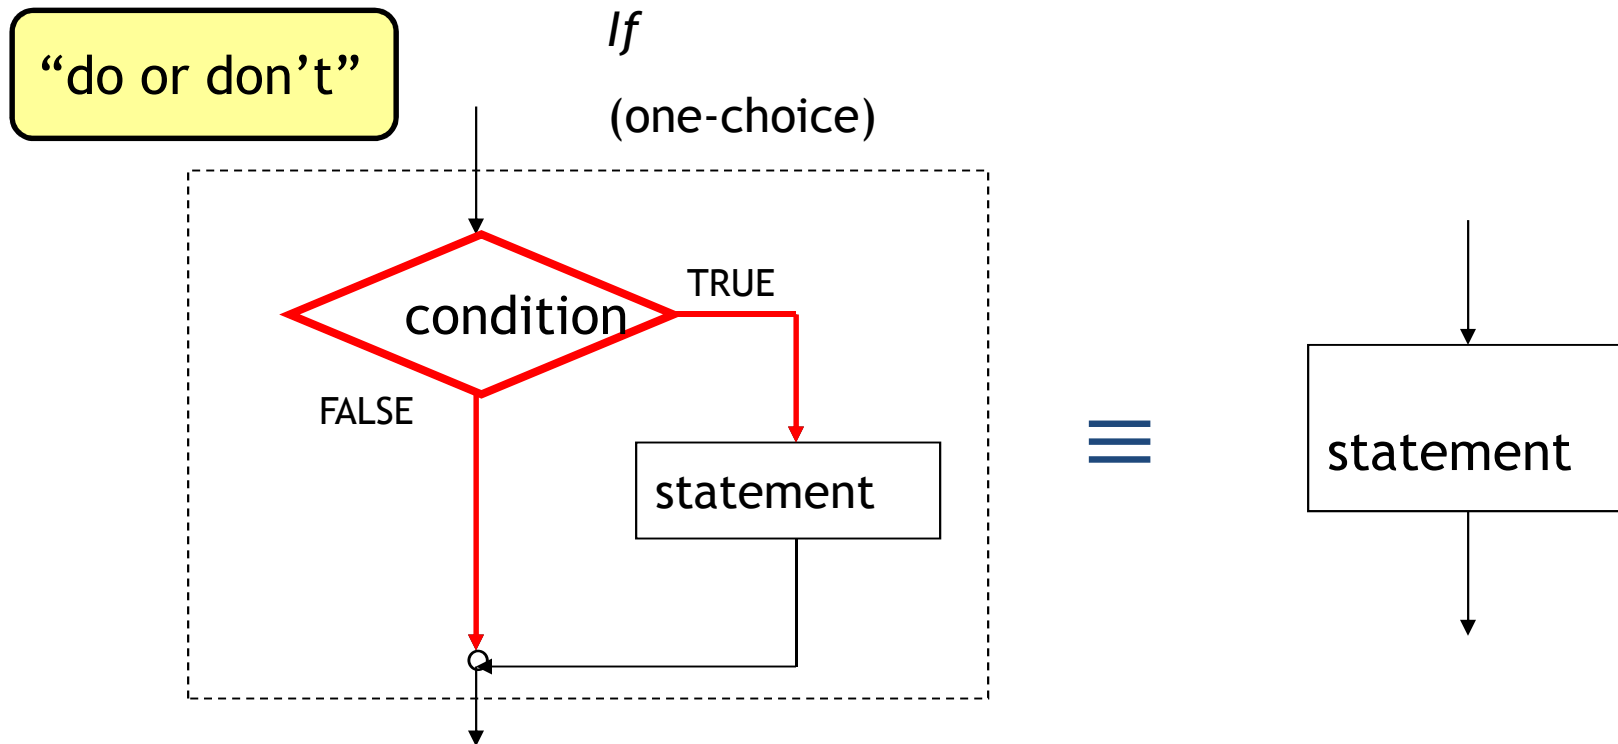 “do or don’t”
If
(one-choice)
condition
TRUE
FALSE
statement
≡
statement